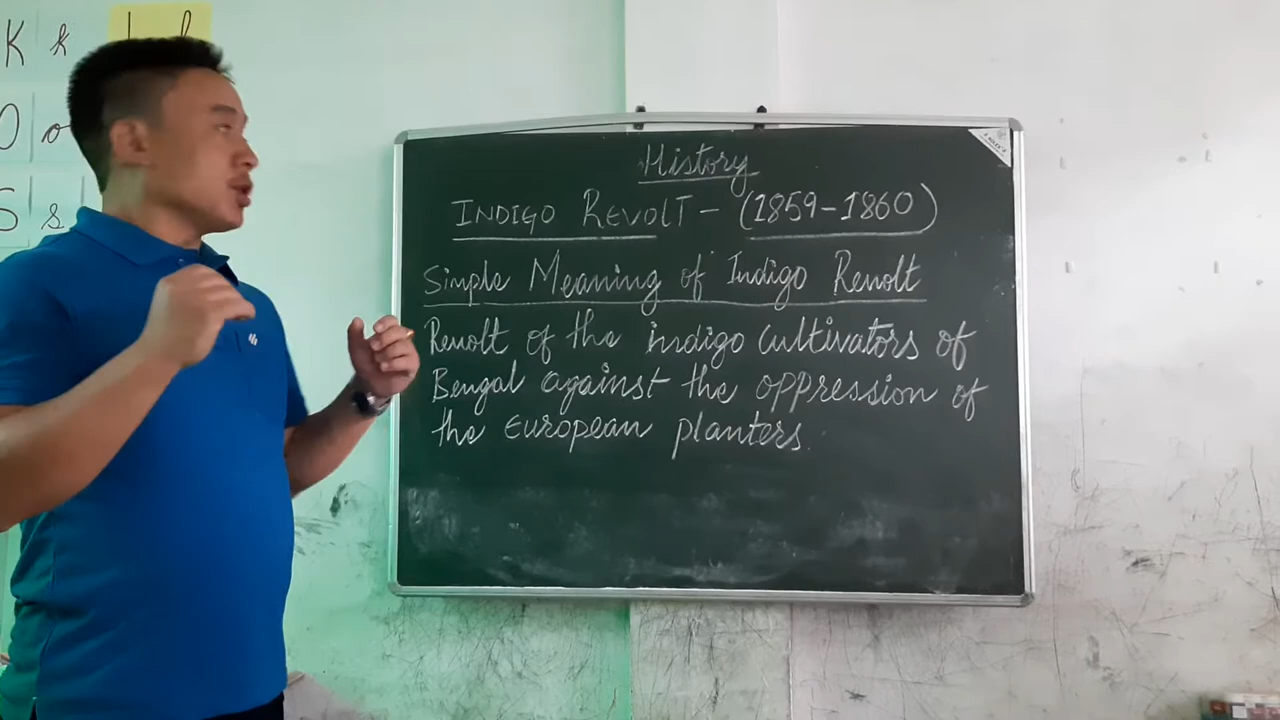 K k
L l
O o
S s
History
INDIGO REVOLT - (1859-1860)
Simple Meaning of Indigo Revolt
Revolt of the indigo cultivators of
Bengal against the oppression of
the European planters.